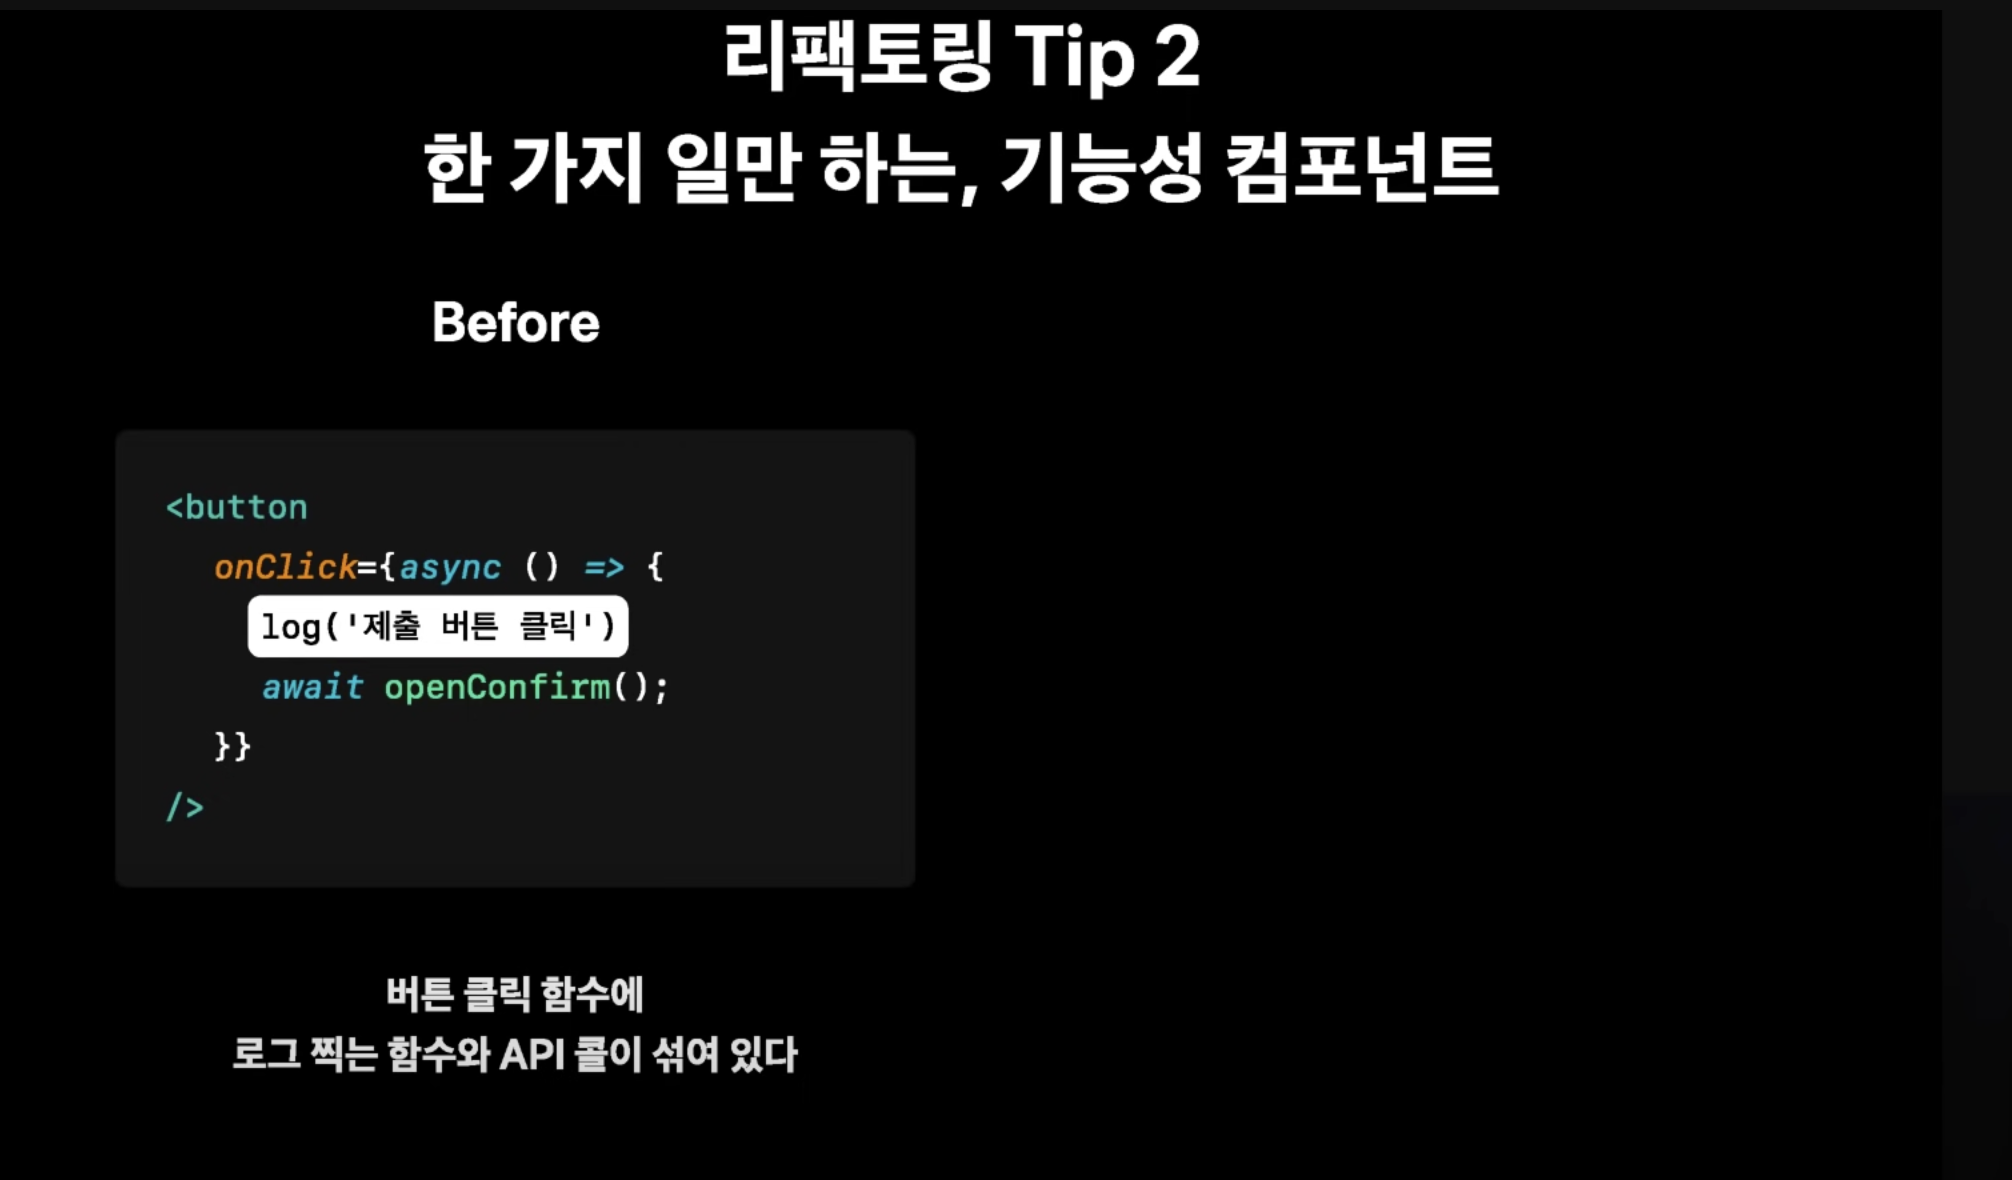 리팩토링 Tip 2
한 가지 일만 하는, 기능성 컴포넌트
Before
<button
onClick={async () => {
log('제출 버튼 클릭')
await openConfirm();
}}
/>
버튼 클릭 함수에
로그 찍는 함수와 API 콜이 섞여 있다